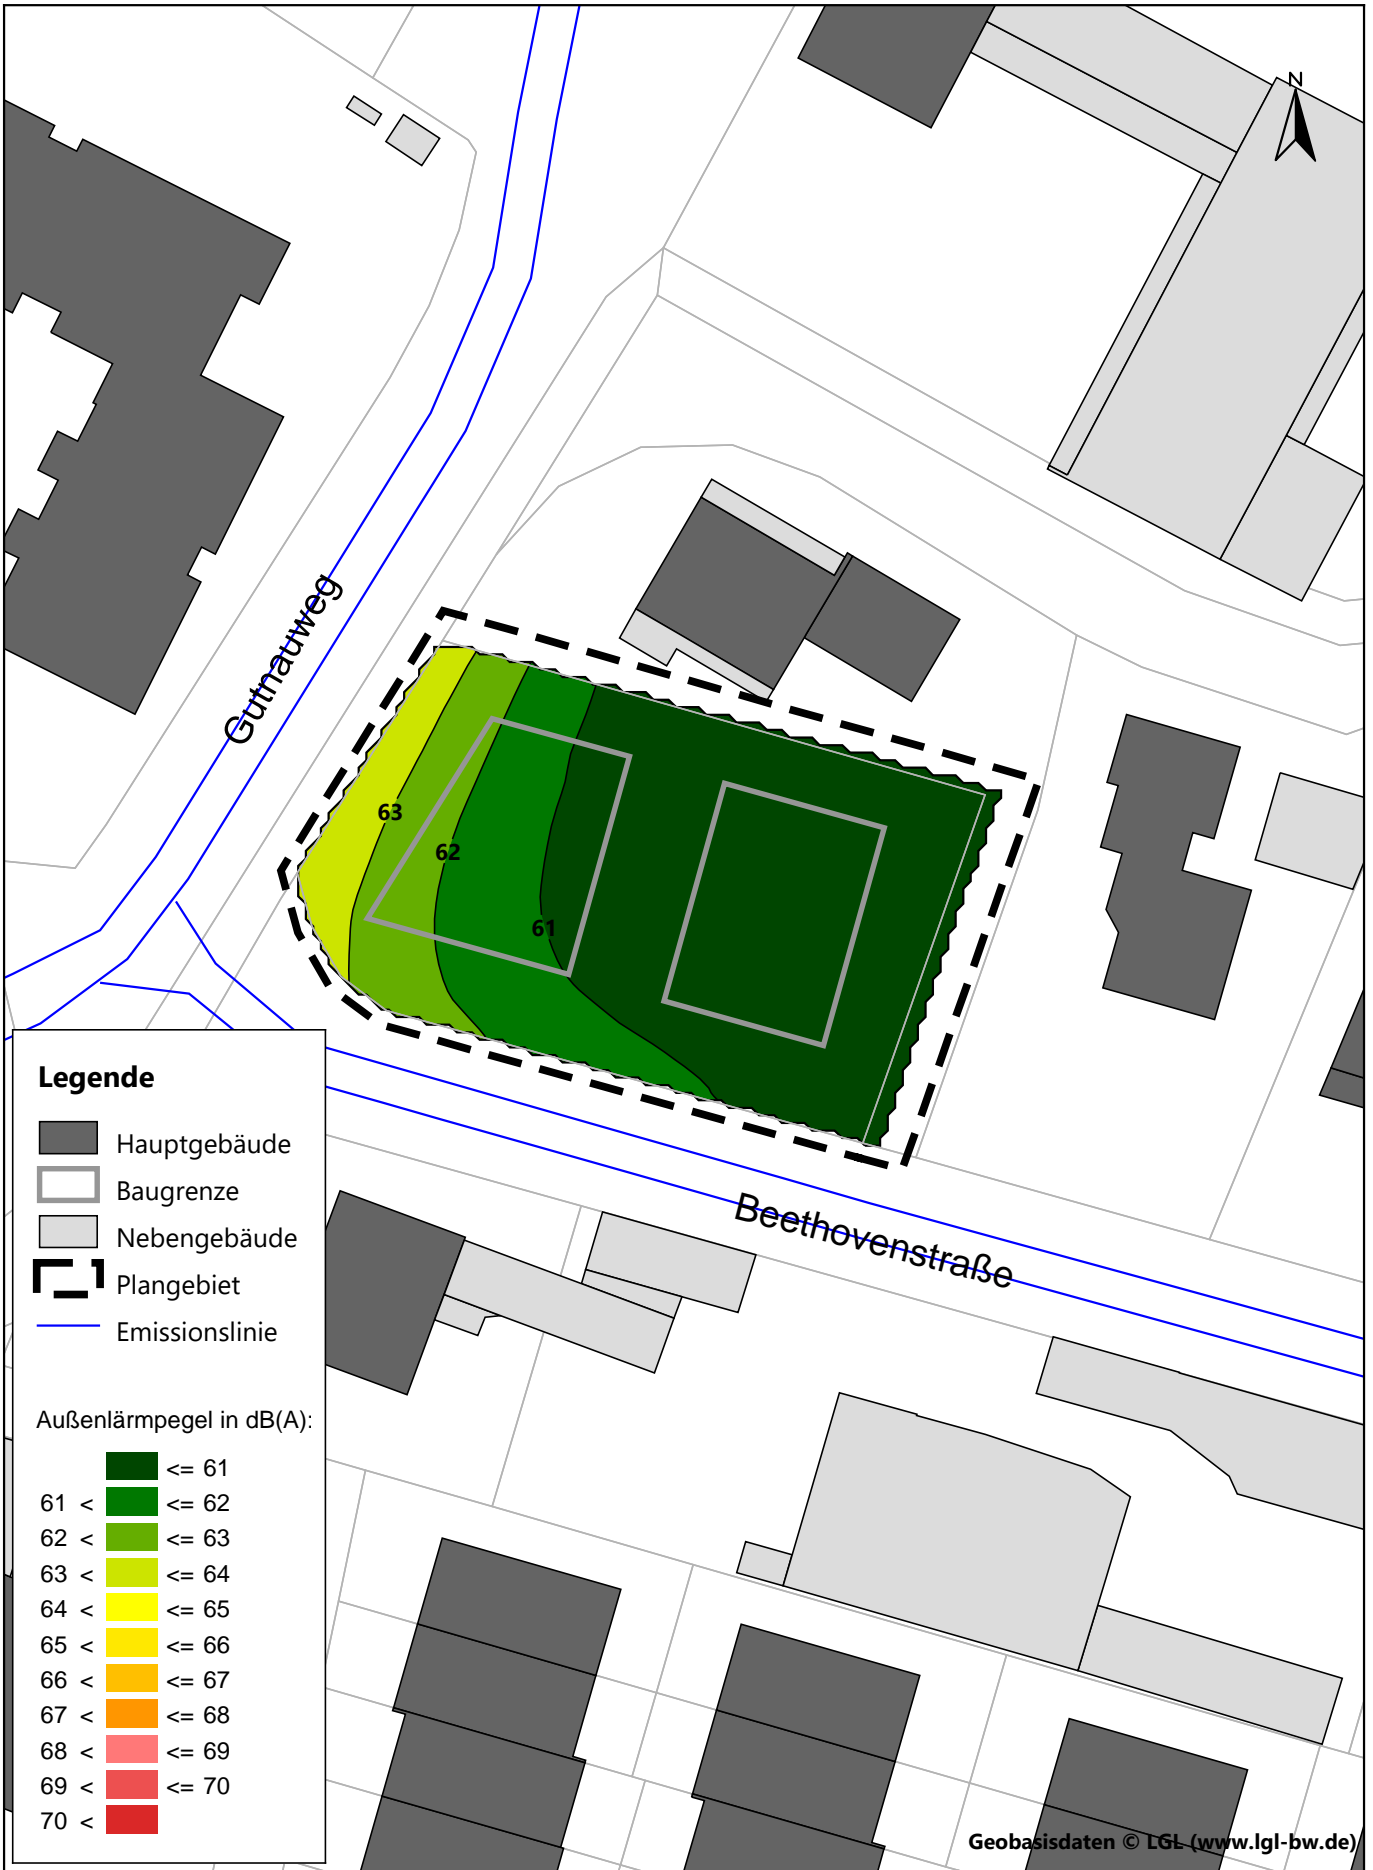 N
Gutnauweg
63
62
61
Beethovenstraße
Legende
Hauptgebäude
Baugrenze
Nebengebäude
Plangebiet
Emissionslinie
Außenlärmpegel in dB(A):
<= 61
61 < <= 62
62 < <= 63
63 < <= 64
64 < <= 65
65 < <= 66
66 < <= 67
67 < <= 68
68 < <= 69
69 < <= 70
70 <
Geobasisdaten © LGL (www.lgl-bw.de)